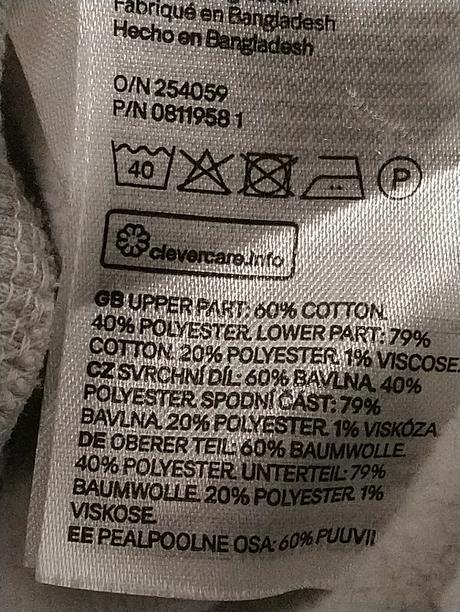 Fabriqué en Bangladesh
Hecho en Bangladesh
O/N 254059
P/N 0811958 1
40
P
clevercare.info
GB UPPER PART: 60% COTTON.
40% POLYESTER. LOWER PART: 79%
COTTON. 20% POLYESTER. 1% VISCOSE.
CZ SVRCHNÍ DÍL: 60% BAVLNA. 40%
POLYESTER. SPODNÍ ČÁST: 79%
BAVLNA. 20% POLYESTER. 1% VISKÓZA
DE OBERER TEIL: 60% BAUMWOLLE.
40% POLYESTER. UNTERTEIL: 79%
BAUMWOLLE. 20% POLYESTER. 1%
VISKOSE.
EE PEALPOOLNE OSA: 60% PUUVII